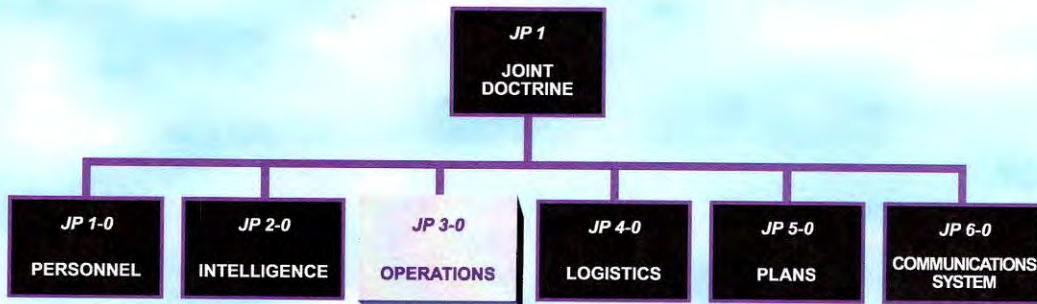 JP 1
JOINT
DOCTRINE
JP 1-0
PERSONNEL
JP 2-0
INTELLIGENCE
JP 3-0
OPERATIONS
JP 4-0
LOGISTICS
JP 5-0
PLANS
JP 6-0
COMMUNICATIONS
SYSTEM